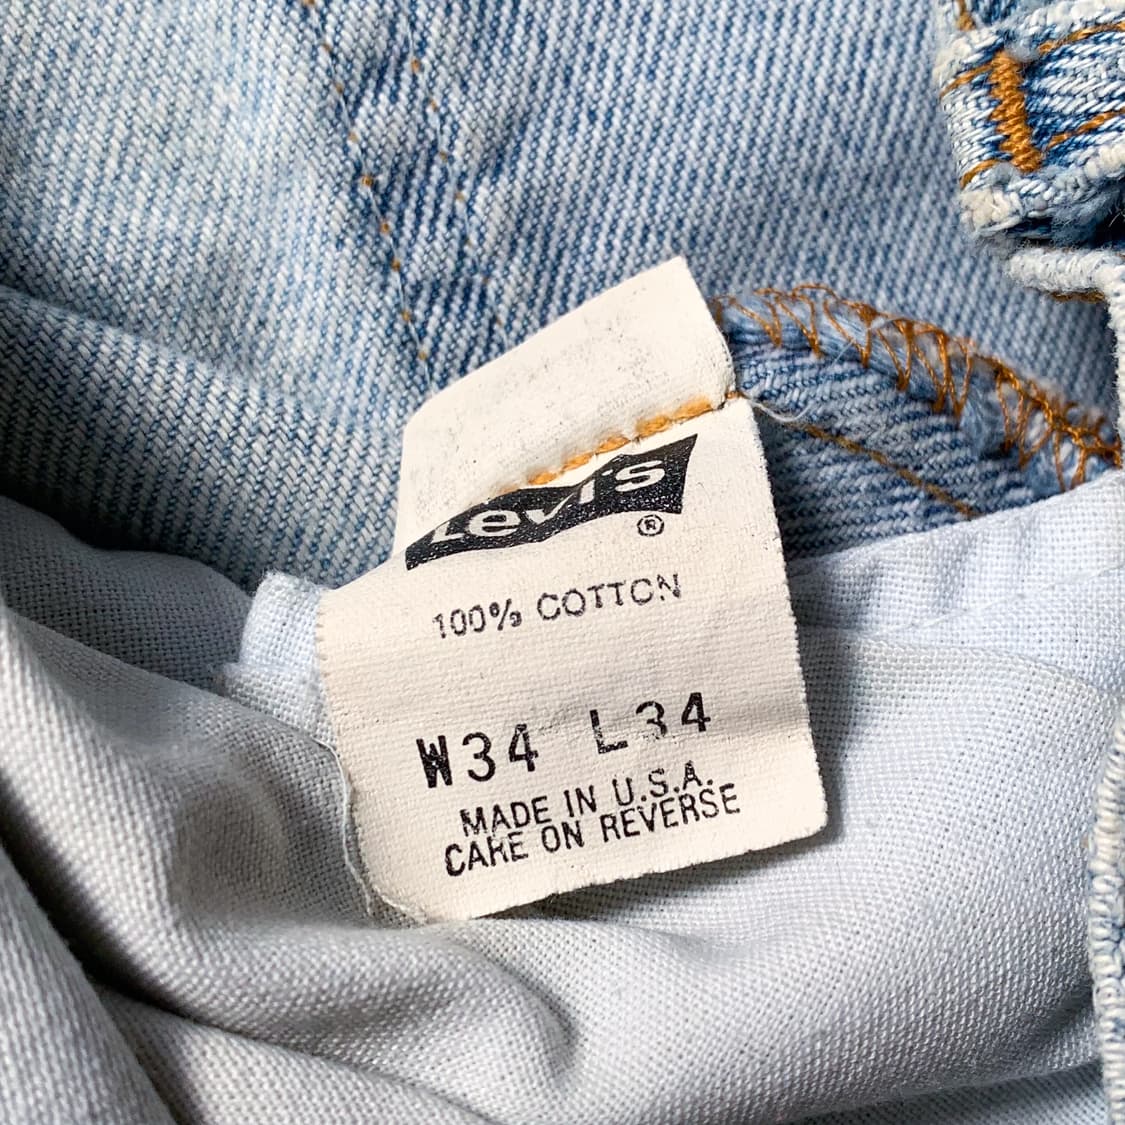 Levi's
®
100% COTTON
W34 L34
MADE IN U.S.A.
CARE ON REVERSE